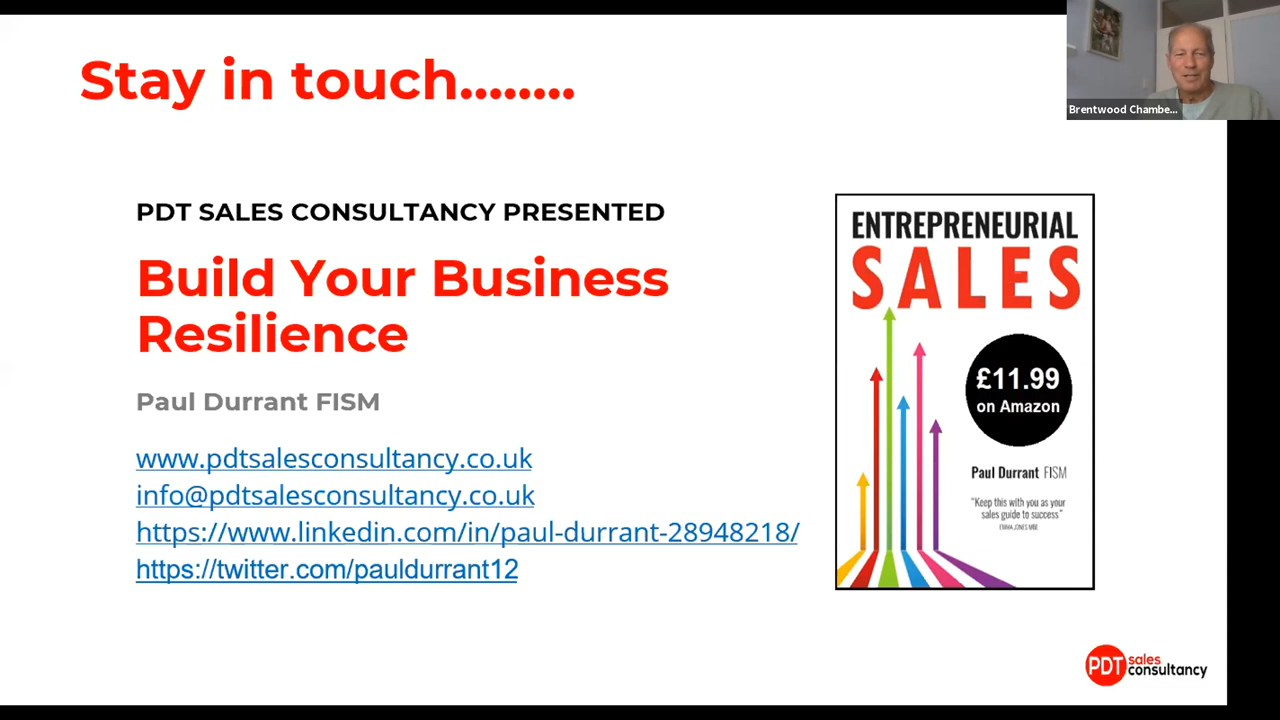 Stay in touch........
Brentwood Chambe...
PDT SALES CONSULTANCY PRESENTED
Build Your Business
Resilience
Paul Durrant FISM
www.pdtsalesconsultancy.co.uk
info@pdtsalesconsultancy.co.uk
https://www.linkedin.com/in/paul-durrant-28948218/
https://twitter.com/pauldurrant12
ENTREPRENEURIAL
SALES
£11.99
on Amazon
Paul Durrant FISM
"Keep this with you as your
sales guide to success"
EMMA JONES MBE
PDT sales
consultancy